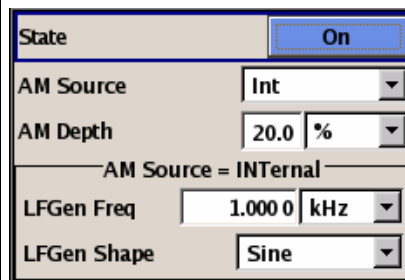 State On
AM Source Int
AM Depth 20.0 %
AM Source = INTernal
LFGen Freq 1.000 0 kHz
LFGen Shape Sine